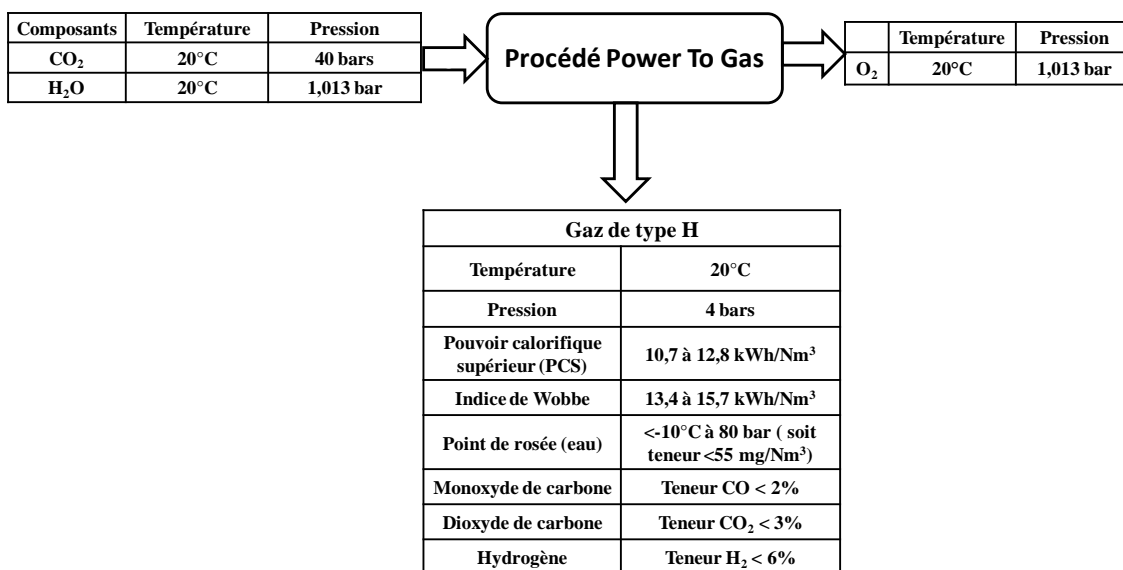 Composants Température Pression
CO₂ 20°C 40 bars
H₂O 20°C 1,013 bar
Procédé Power To Gas
Température Pression
O₂ 20°C 1,013 bar
Gaz de type H
Température 20°C
Pression 4 bars
Pouvoir calorifique
supérieur (PCS) 10,7 à 12,8 kWh/Nm³
Indice de Wobbe 13,4 à 15,7 kWh/Nm³
Point de rosée (eau) <-10°C à 80 bar ( soit
teneur <55 mg/Nm³)
Monoxyde de carbone Teneur CO < 2%
Dioxyde de carbone Teneur CO₂ < 3%
Hydrogène Teneur H₂ < 6%